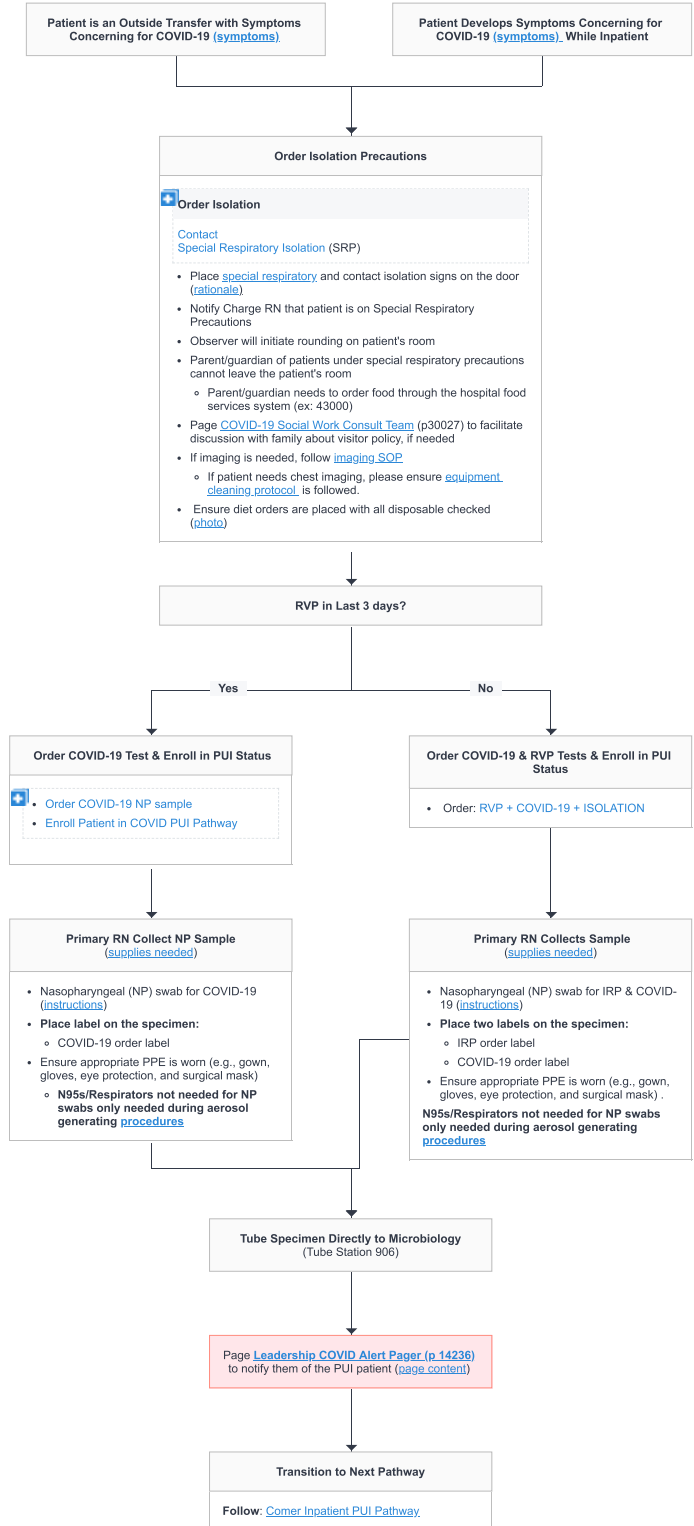 Patient is an Outside Transfer with Symptoms
Concerning for COVID-19 (symptoms)
Patient Develops Symptoms Concerning for
COVID-19 (symptoms) While Inpatient
Order Isolation Precautions
Order Isolation
Contact
Special Respiratory Isolation (SRP)
• Place special respiratory and contact isolation signs on the door
(rationale)
• Notify Charge RN that patient is on Special Respiratory
Precautions
• Observer will initiate rounding on patient's room
• Parent/guardian of patients under special respiratory precautions
cannot leave the patient's room
○ Parent/guardian needs to order food through the hospital food
services system (ex: 43000)
• Page COVID-19 Social Work Consult Team (p30027) to facilitate
discussion with family about visitor policy, if needed
• If imaging is needed, follow imaging SOP
○ If patient needs chest imaging, please ensure equipment
cleaning protocol is followed.
• Ensure diet orders are placed with all disposable checked
(photo)
RVP in Last 3 days?
Yes
No
Order COVID-19 Test & Enroll in PUI Status
• Order COVID-19 NP sample
• Enroll Patient in COVID PUI Pathway
Order COVID-19 & RVP Tests & Enroll in PUI
Status
• Order: RVP + COVID-19 + ISOLATION
Primary RN Collect NP Sample
(supplies needed)
• Nasopharyngeal (NP) swab for COVID-19
(instructions)
• Place label on the specimen:
○ COVID-19 order label
• Ensure appropriate PPE is worn (e.g., gown,
gloves, eye protection, and surgical mask)
○ N95s/Respirators not needed for NP
swabs only needed during aerosol
generating procedures
Primary RN Collects Sample
(supplies needed)
• Nasopharyngeal (NP) swab for IRP & COVID-
19 (instructions)
• Place two labels on the specimen:
○ IRP order label
○ COVID-19 order label
• Ensure appropriate PPE is worn (e.g., gown,
gloves, eye protection, and surgical mask) .
N95s/Respirators not needed for NP swabs
only needed during aerosol generating
procedures
Tube Specimen Directly to Microbiology
(Tube Station 906)
Page Leadership COVID Alert Pager (p 14236)
to notify them of the PUI patient (page content)
Transition to Next Pathway
Follow: Comer Inpatient PUI Pathway